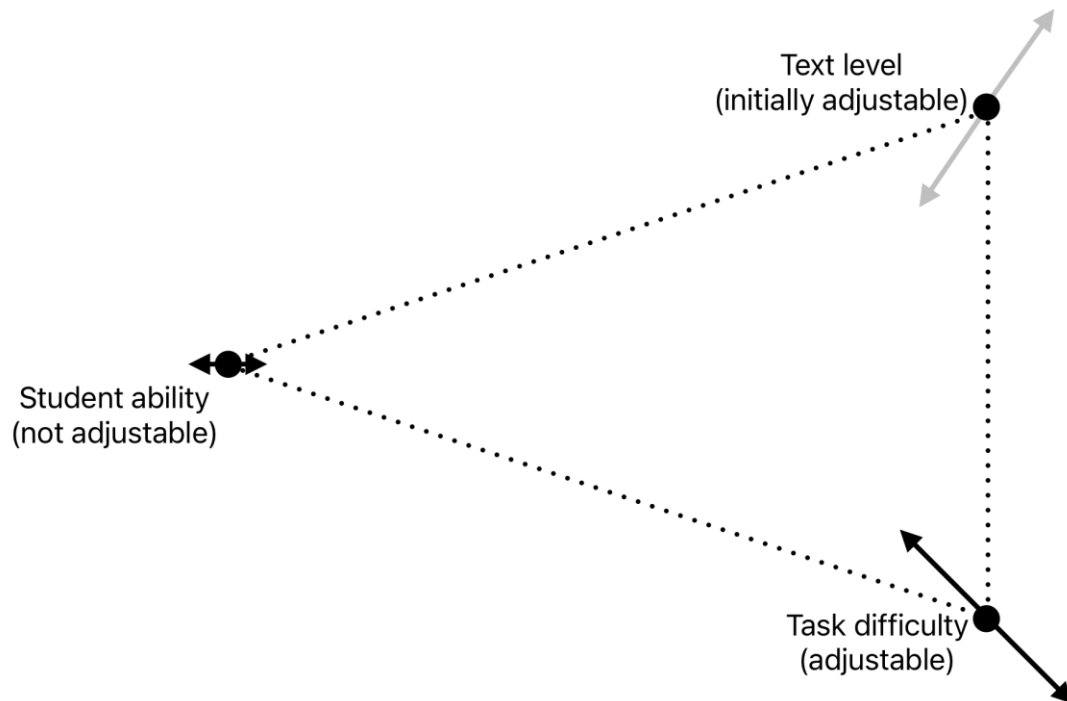 Text level
(initially adjustable)
Student ability
(not adjustable)
Task difficulty
(adjustable)